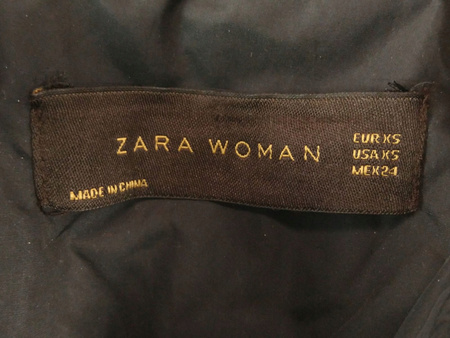 ZARA WOMAN
EUR XS
USA XS
MEX 24
MADE IN CHINA